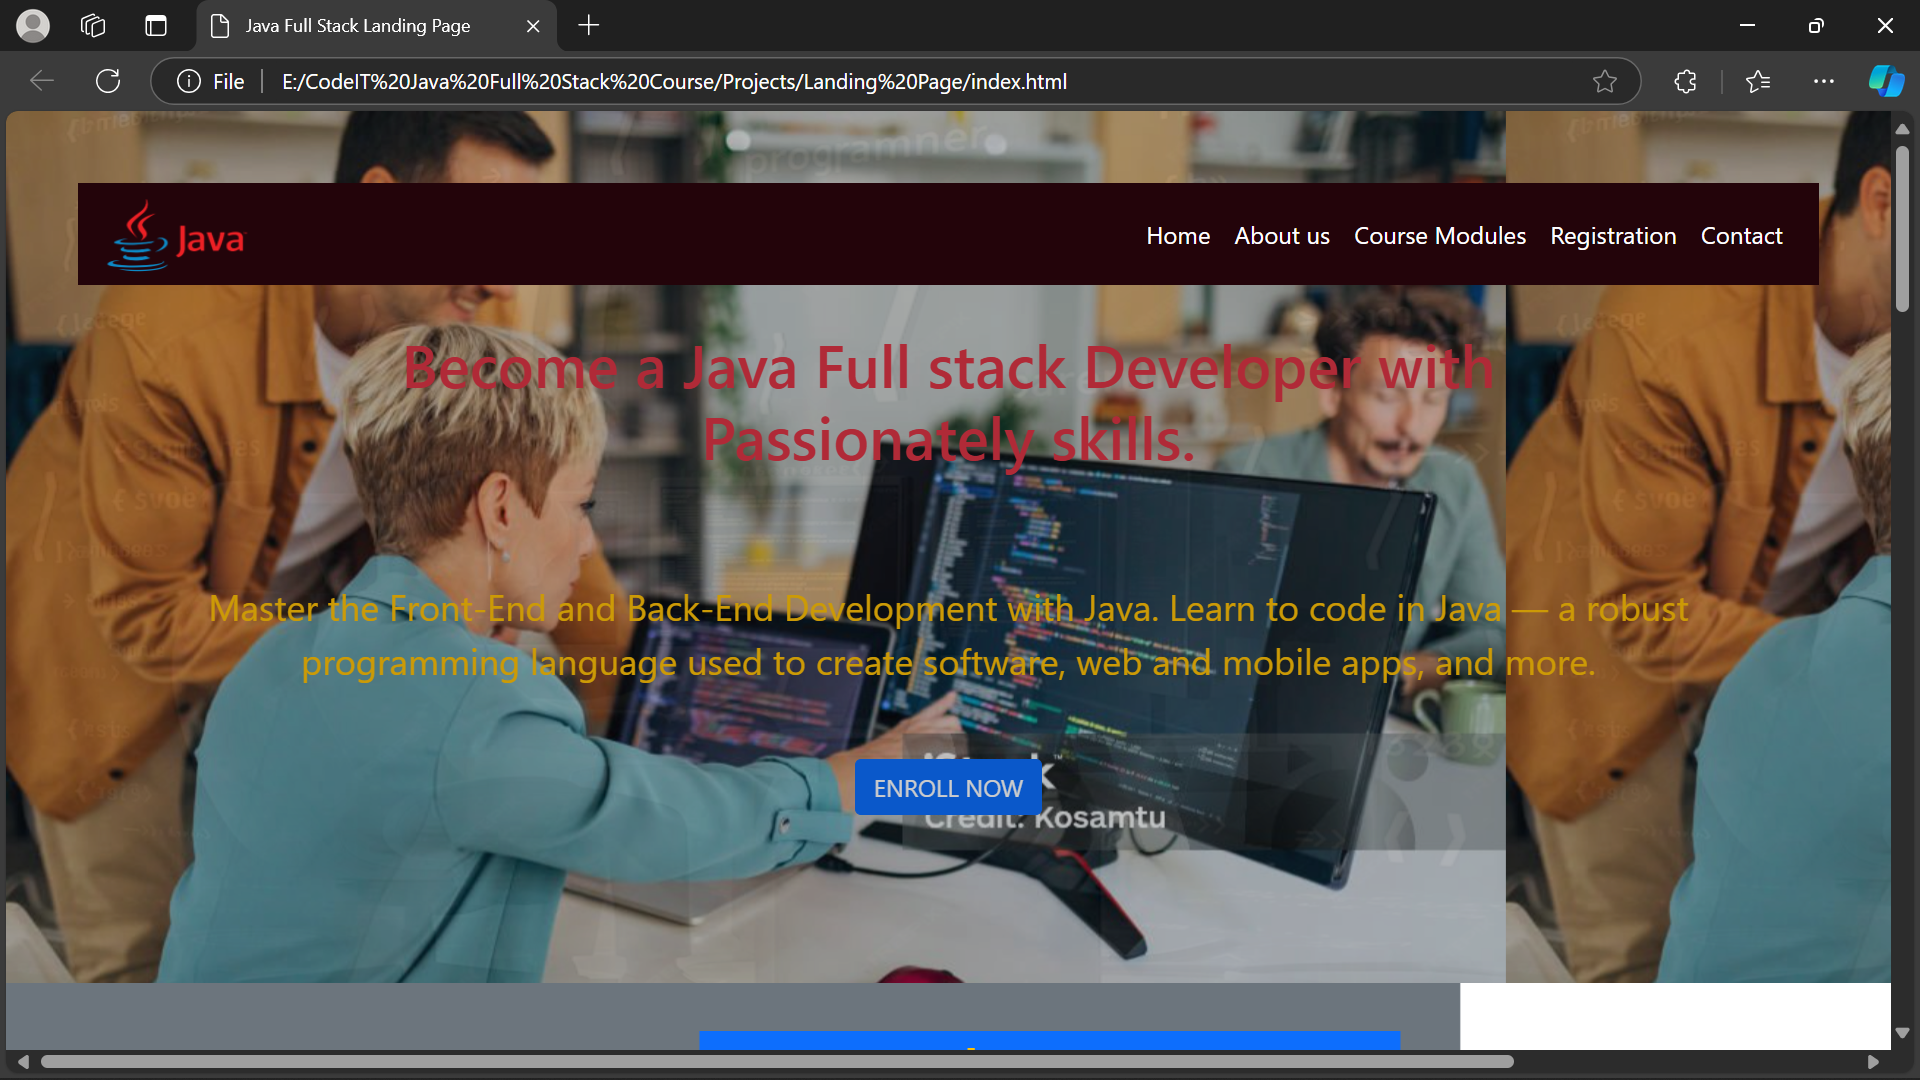 Java Full Stack Landing Page
File
E:/CodeIT%20Java%20Full%20Stack%20Course/Projects/Landing%20Page/index.html
programner
Java
Home About us Course Modules Registration Contact
Become a Java Full stack Developer with
Passionately skills.
Master the Front-End and Back-End Development with Java. Learn to code in Java — a robust
programming language used to create software, web and mobile apps, and more.
ENROLL NOW
Credit: Kosamtu